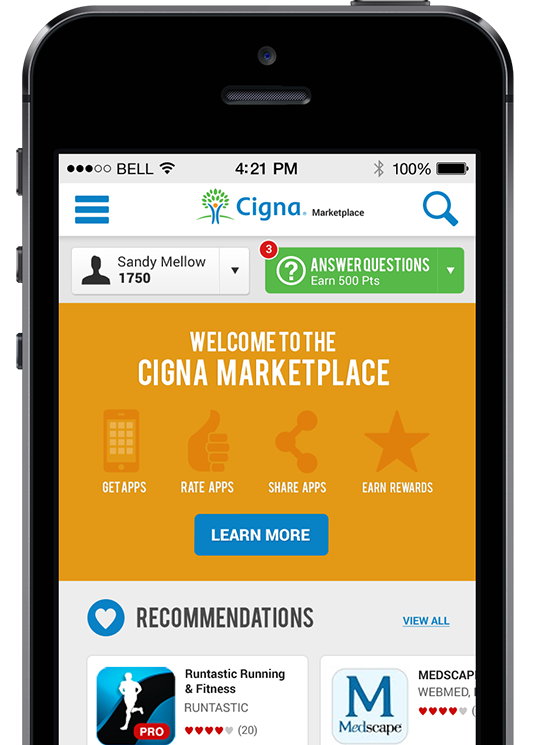 BELL
4:21 PM
100%
Cigna® Marketplace
Sandy Mellow
1750
3
ANSWER QUESTIONS
Earn 500 Pts
WELCOME TO THE
CIGNA MARKETPLACE
GET APPS
RATE APPS
SHARE APPS
EARN REWARDS
LEARN MORE
RECOMMENDATIONS
VIEW ALL
Runtastic Running
& Fitness
RUNTASTIC
(20)
PRO
M
Medscape
MEDSCAP
WEBMED,